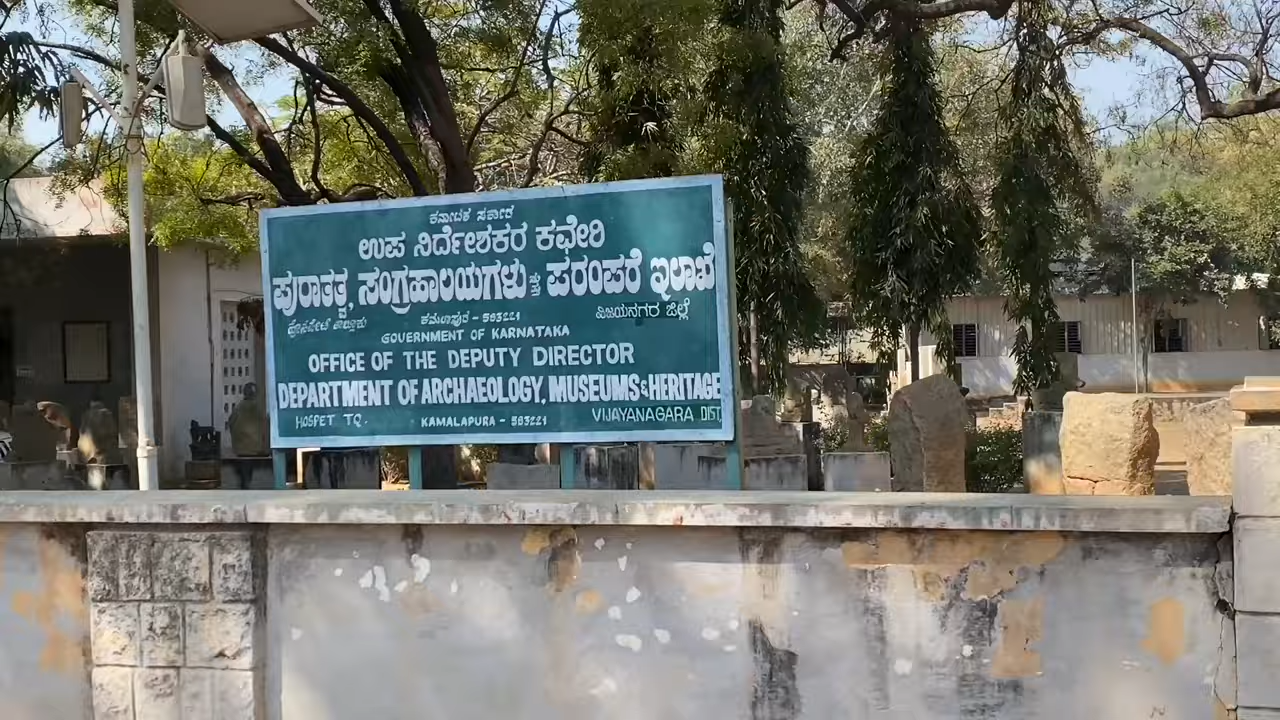 ಕರ್ನಾಟಕ ಸರ್ಕಾರ
ಉಪ ನಿರ್ದೇಶಕರ ಕಛೇರಿ
ಪುರಾತತ್ವ, ಸಂಗ್ರಹಾಲಯಗಳು ಮತ್ತು ಪರಂಪರೆ ಇಲಾಖೆ
ಹೊಸಪೇಟೆ ತಾಲ್ಲೂಕು ಕಮಲಾಪುರ - 583221 ವಿಜಯನಗರ ಜಿಲ್ಲೆ
GOVERNMENT OF KARNATAKA
OFFICE OF THE DEPUTY DIRECTOR
DEPARTMENT OF ARCHAEOLOGY, MUSEUMS & HERITAGE
HOSPET TQ. KAMALAPURA - 583221 VIJAYANAGARA DIST.